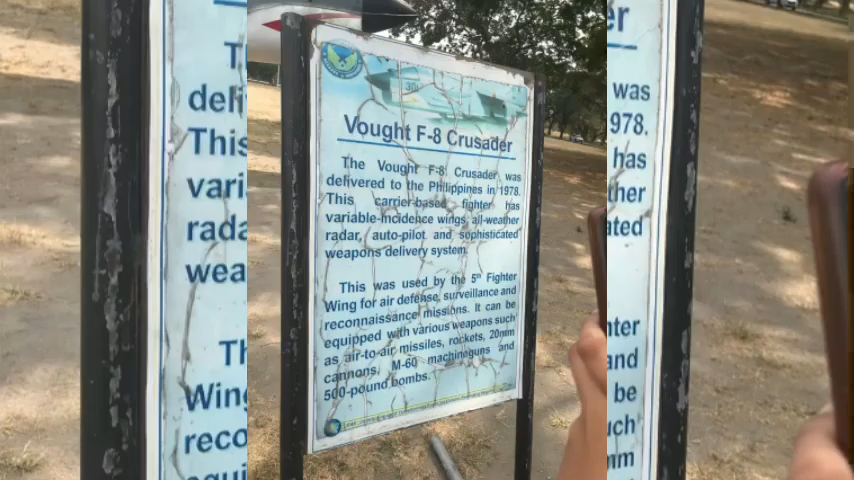 Vought F-8 Crusader
The Vought F-8 Crusader was
delivered to the Philippines in 1978.
This carrier-based fighter has
variable-incidence wings, all-weather
radar, auto-pilot and sophisticated
weapons delivery system.
This was used by the 5th Fighter
Wing for air defense, surveillance and
reconnaissance missions. It can be
equipped with various weapons such
as air-to-air missiles, rockets, 20mm
cannons, M-60 machineguns and
500-pound bombs.